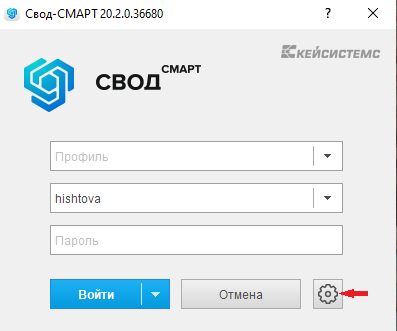 Свод-СМАРТ 20.2.0.36680
?
КЕЙСИСТЕМС
СВОД СМАРТ
Профиль
hishtova
Пароль
Войти
Отмена